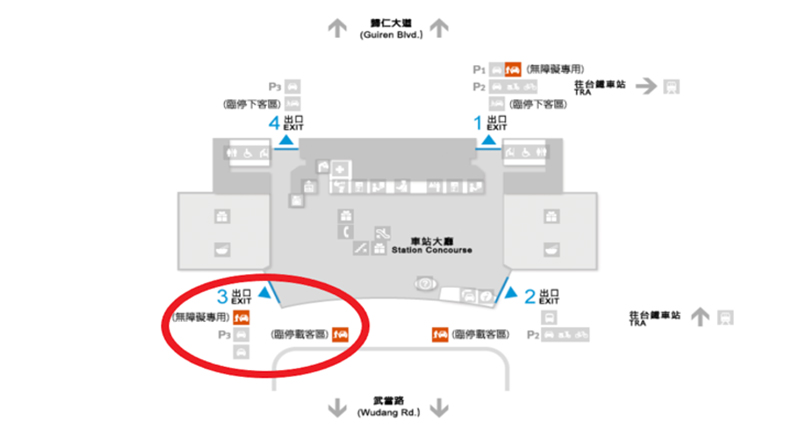 歸仁大道
(Guiren Blvd.)
P1 (無障礙專用)
P3
P2
往台鐵車站
TRA
(臨停下客區)
(臨停下客區)
4 出口
EXIT
1 出口
EXIT
車站大廳
Station Concourse
3 出口
EXIT
2 出口
EXIT
(無障礙專用)
往台鐵車站
TRA
P3
(臨停載客區)
(臨停載客區)
P2
武當路
(Wudang Rd.)